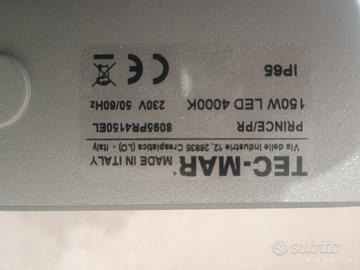 TEC-MAR
MADE IN ITALY
Via delle Industrie 12, 26835 Crespiatica (LO) - ITALY
PRINCE/PR
8095PR4150EL
150W LED 4000K
230V 50/60Hz
IP65
CE
subito